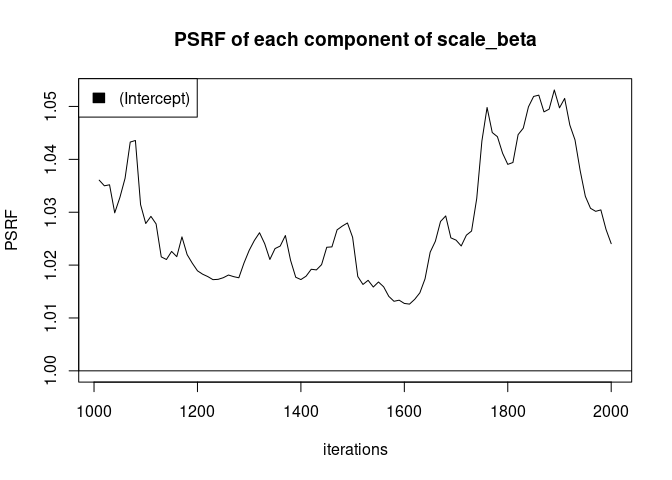 PSRF of each component of scale_beta
(Intercept)
PSRF
1.05
1.04
1.03
1.02
1.01
1.00
1000 1200 1400 1600 1800 2000
iterations